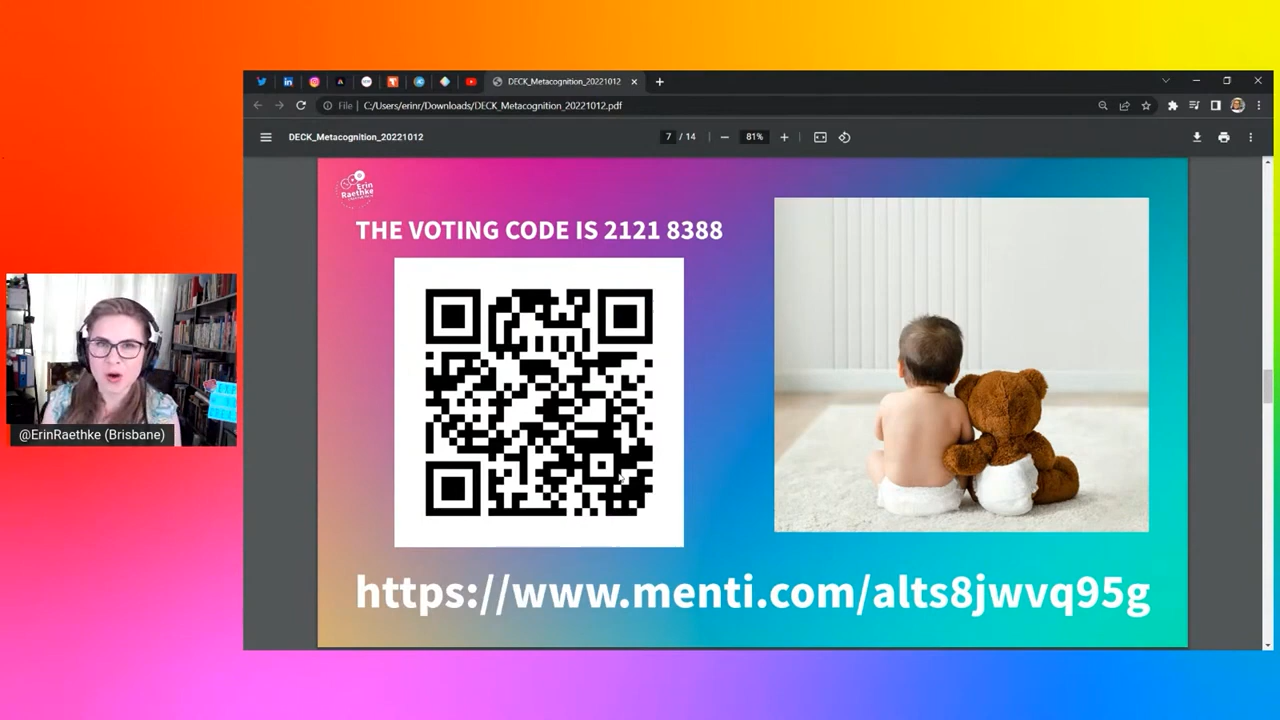 DECK_Metacognition_20221012
File
C:/Users/erinr/Downloads/DECK_Metacognition_20221012.pdf
DECK_Metacognition_20221012
7 / 14
81%
Erin
Raethke
THE VOTING CODE IS 2121 8388
https://www.menti.com/alts8jwvq95g
@ErinRaethke (Brisbane)